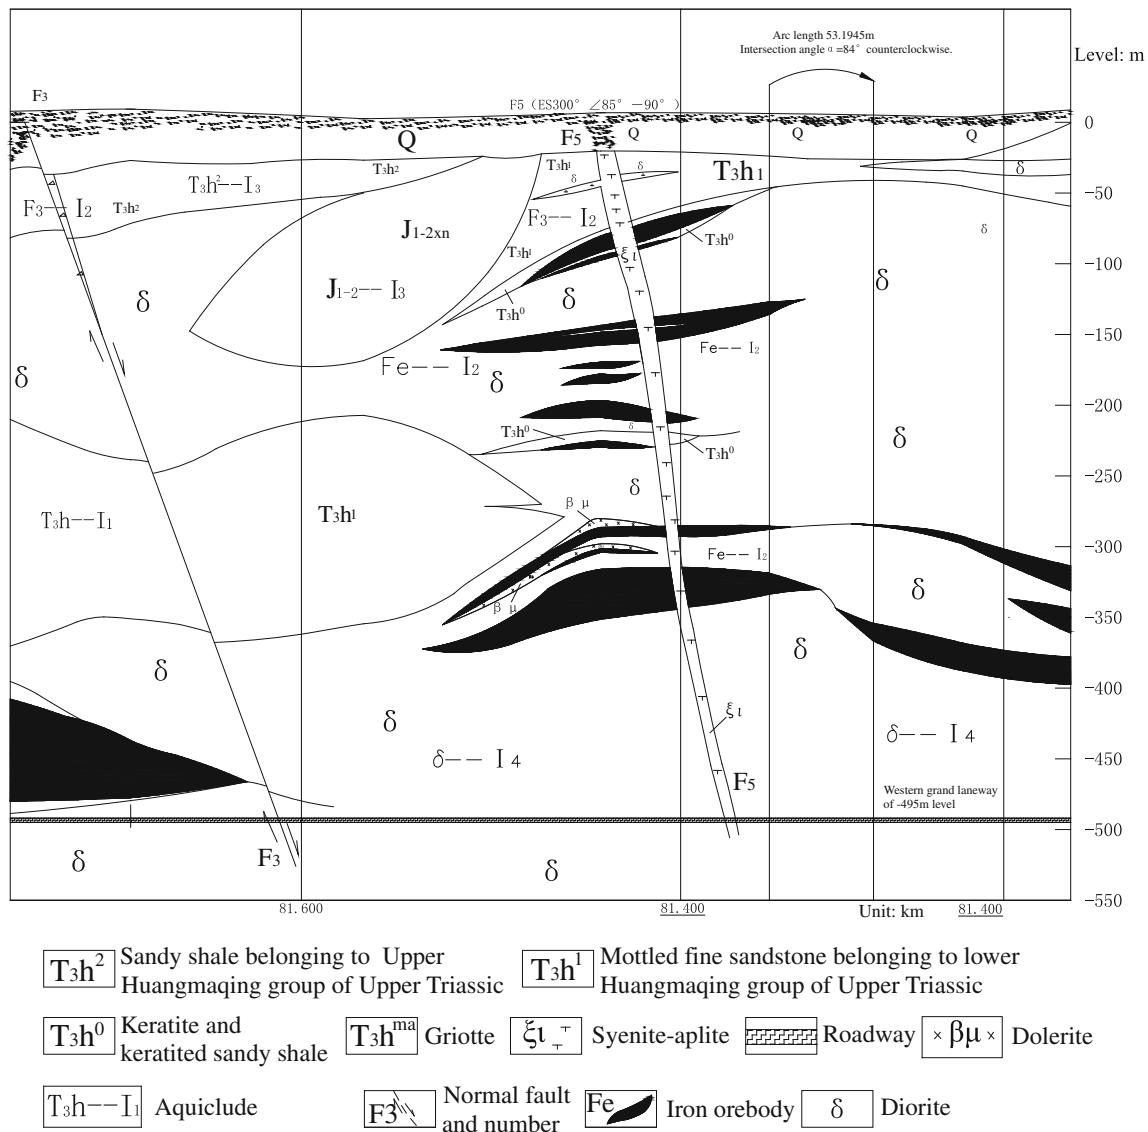 Arc length 53.1945m
Intersection angle α=84° counterclockwise.
Level: m
F3
F5 (ES300° ∠85° —90° )
Q
F5
Q
Q
Q
0
T3h2—— I3
T3h2
T3h1
δ
δ
T3h1
δ
-50
F3—— I2
T3h2
F3—— I2
J1-2xn
T3h1
T3h0
δ
-100
ξι
J1-2—— I3
δ
T3h0
δ
δ
-150
Fe—— I2
Fe—— I2
δ
δ
-200
T3h0
δ
T3h0
δ
-250
δ
T3h—— I1
T3h1
β μ
-300
Fe—— I2
β μ
δ
-350
δ
δ
-400
δ
ξι
δ—— I4
δ—— I4
-450
F5
Western grand laneway
of -495m level
-500
F3
δ
δ
-550
81.600
81.400
Unit: km
81.400
T3h2
Sandy shale belonging to Upper
Huangmaqing group of Upper Triassic
T3h1
Mottled fine sandstone belonging to lower
Huangmaqing group of Upper Triassic
T3h0
Keratite and
keratited sandy shale
T3hma
Griotte
ξι
Syenite-aplite
Roadway
× βμ ×
Dolerite
T3h—— I1
Aquiclude
F3
Normal fault
and number
Fe
Iron orebody
δ
Diorite